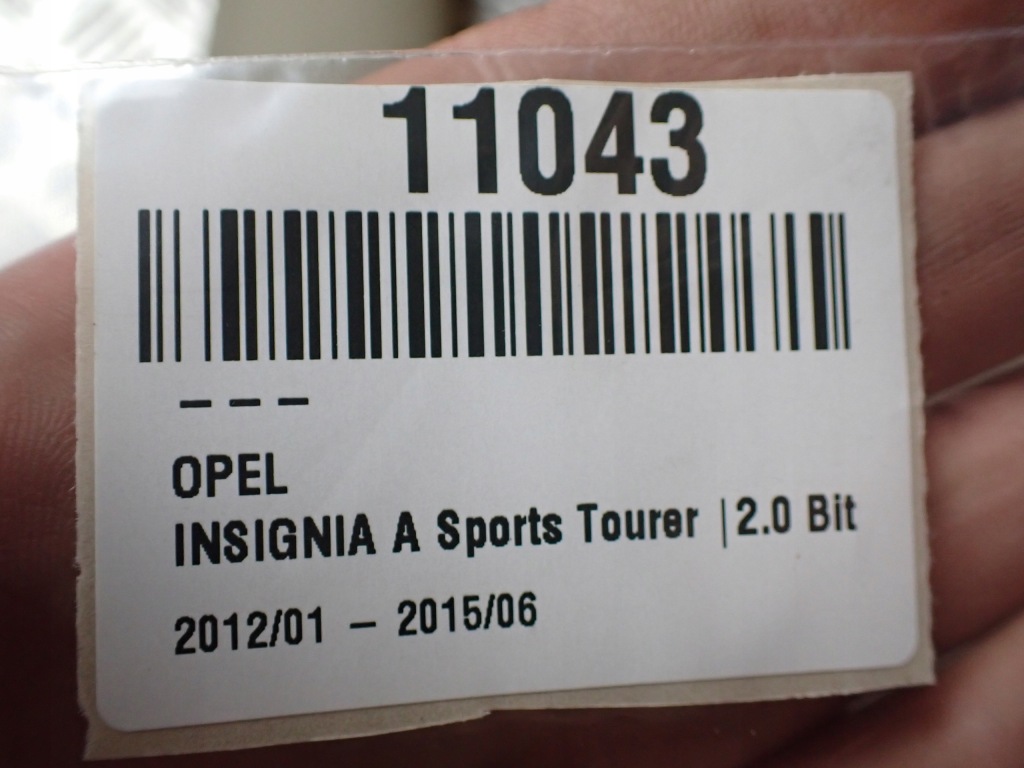 11043
– – –
OPEL
INSIGNIA A Sports Tourer |2.0 Bit
2012/01 – 2015/06